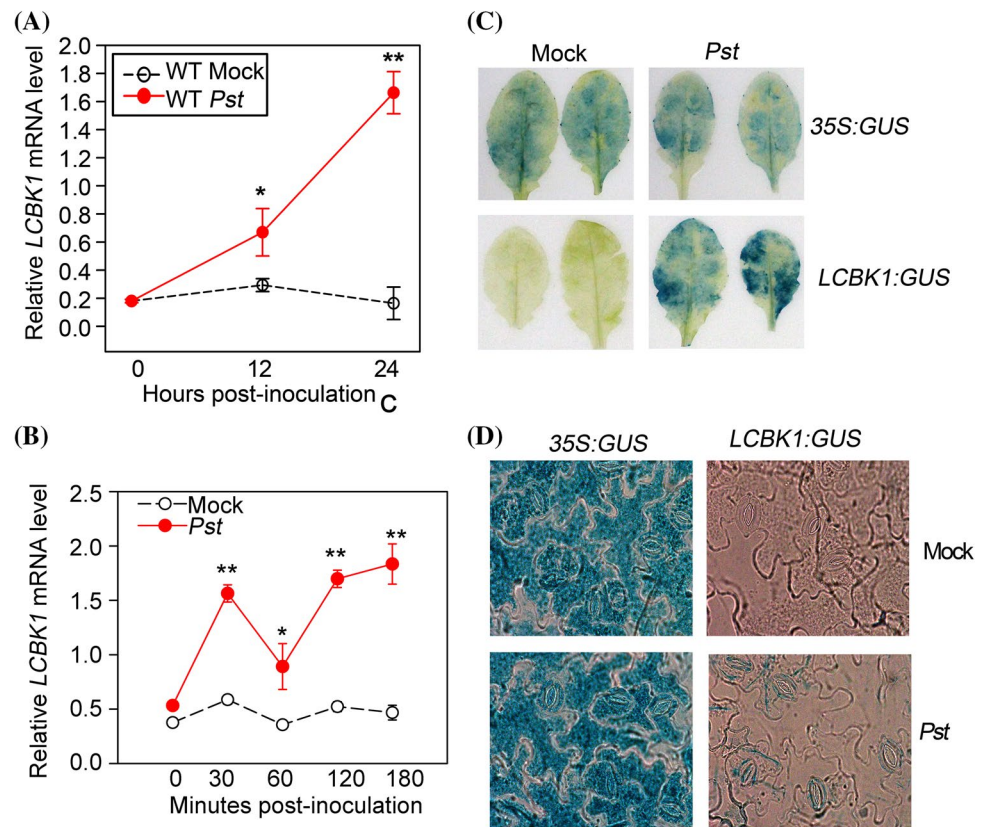 (A)
Relative LCBK1 mRNA level
2.0
1.8
1.6
1.4
1.2
1.0
0.8
0.6
0.4
0.2
0.0
WT Mock
WT Pst
*
**
0 12 24
Hours post-inoculation
C
(B)
Relative LCBK1 mRNA level
2.5
2.0
1.5
1.0
0.5
0.0
Mock
Pst
**
*
**
**
0 30 60 120 180
Minutes post-inoculation
(C)
Mock Pst
35S:GUS
LCBK1:GUS
(D)
35S:GUS LCBK1:GUS
Mock
Pst